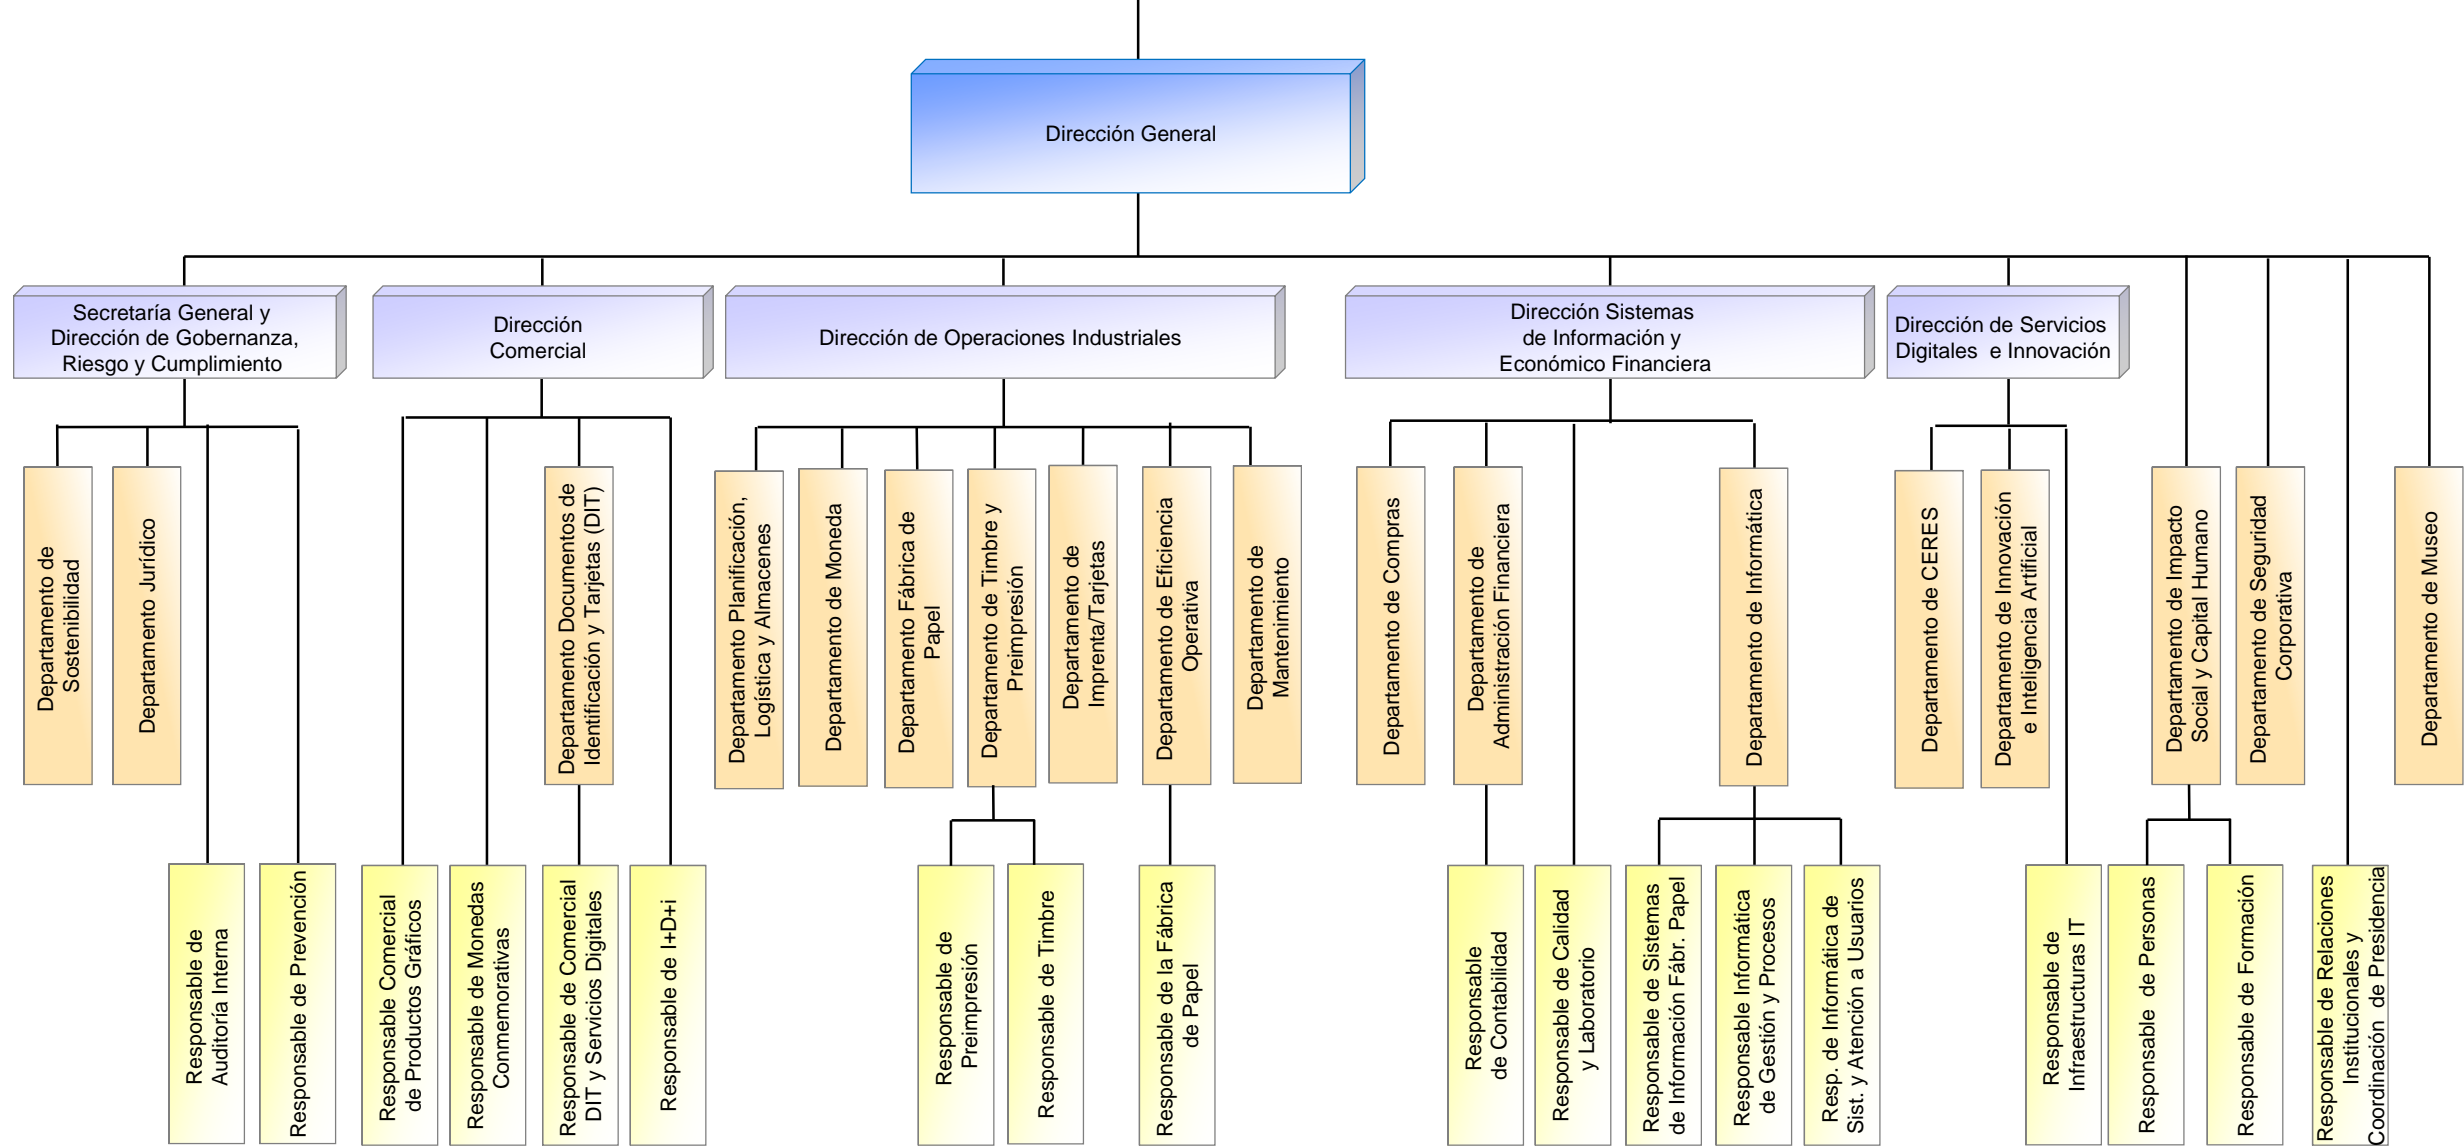 Dirección General
Secretaría General y
Dirección de Gobernanza,
Riesgo y Cumplimiento
Dirección
Comercial
Dirección de Operaciones Industriales
Dirección Sistemas
de Información y
Económico Financiera
Dirección de Servicios
Digitales e Innovación
Departamento de
Sostenibilidad
Departamento Jurídico
Departamento Documentos de
Identificación y Tarjetas (DIT)
Departamento Planificación,
Logística y Almacenes
Departamento de Moneda
Departamento Fábrica de
Papel
Departamento de Timbre y
Preimpresión
Departamento de
Imprenta/Tarjetas
Departamento de Eficiencia
Operativa
Departamento de
Mantenimiento
Departamento de Compras
Departamento de
Administración Financiera
Departamento de Informática
Departamento de CERES
Departamento de Innovación
e Inteligencia Artificial
Departamento de Impacto
Social y Capital Humano
Departamento de Seguridad
Corporativa
Departamento de Museo
Responsable de
Auditoría Interna
Responsable de Prevención
Responsable Comercial
de Productos Gráficos
Responsable de Monedas
Conmemorativas
Responsable de Comercial
DIT y Servicios Digitales
Responsable de I+D+i
Responsable de
Preimpresión
Responsable de Timbre
Responsable de la Fábrica
de Papel
Responsable
de Contabilidad
Responsable de Calidad
y Laboratorio
Responsable de Sistemas
de Información Fábr. Papel
Responsable Informática
de Gestión y Procesos
Resp. de Informática de
Sist. y Atención a Usuarios
Responsable de
Infraestructuras IT
Responsable de Personas
Responsable de Formación
Responsable de Relaciones
Institucionales y
Coordinación de Presidencia